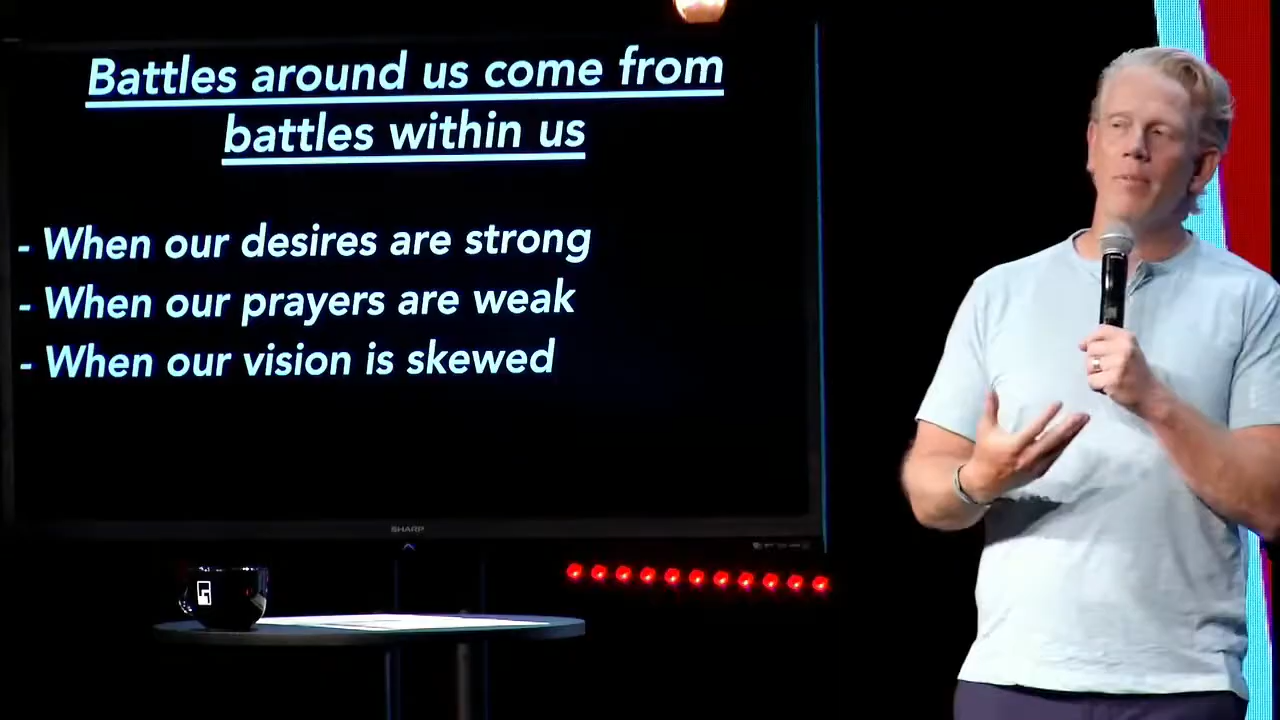 Battles around us come from
battles within us
- When our desires are strong
- When our prayers are weak
- When our vision is skewed
SHARP